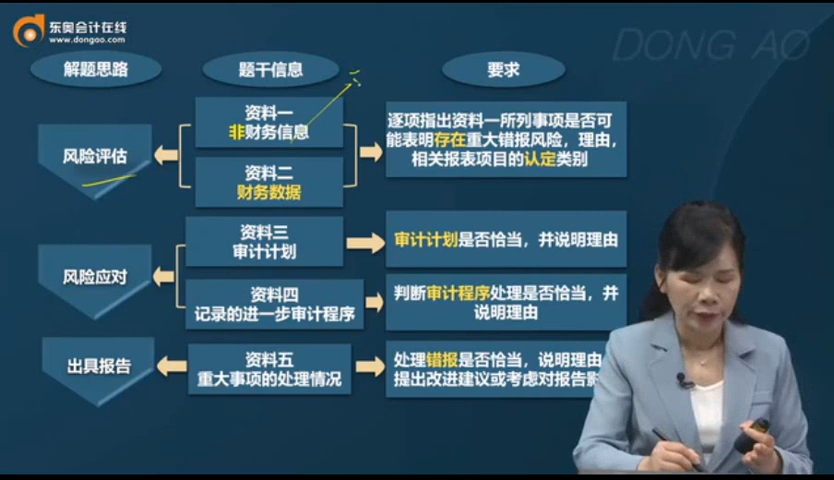 东奥会计在线
www.dongao.com
DONG AO
解题思路
题干信息
要求
风险评估
资料一
非财务信息
资料二
财务数据
逐项指出资料一所列事项是否可
能表明存在重大错报风险，理由，
相关报表项目的认定类别
风险应对
资料三
审计计划
审计计划是否恰当，并说明理由
资料四
记录的进一步审计程序
判断审计程序处理是否恰当，并
说明理由
出具报告
资料五
重大事项的处理情况
处理错报是否恰当，说明理由
提出改进建议或考虑对报告